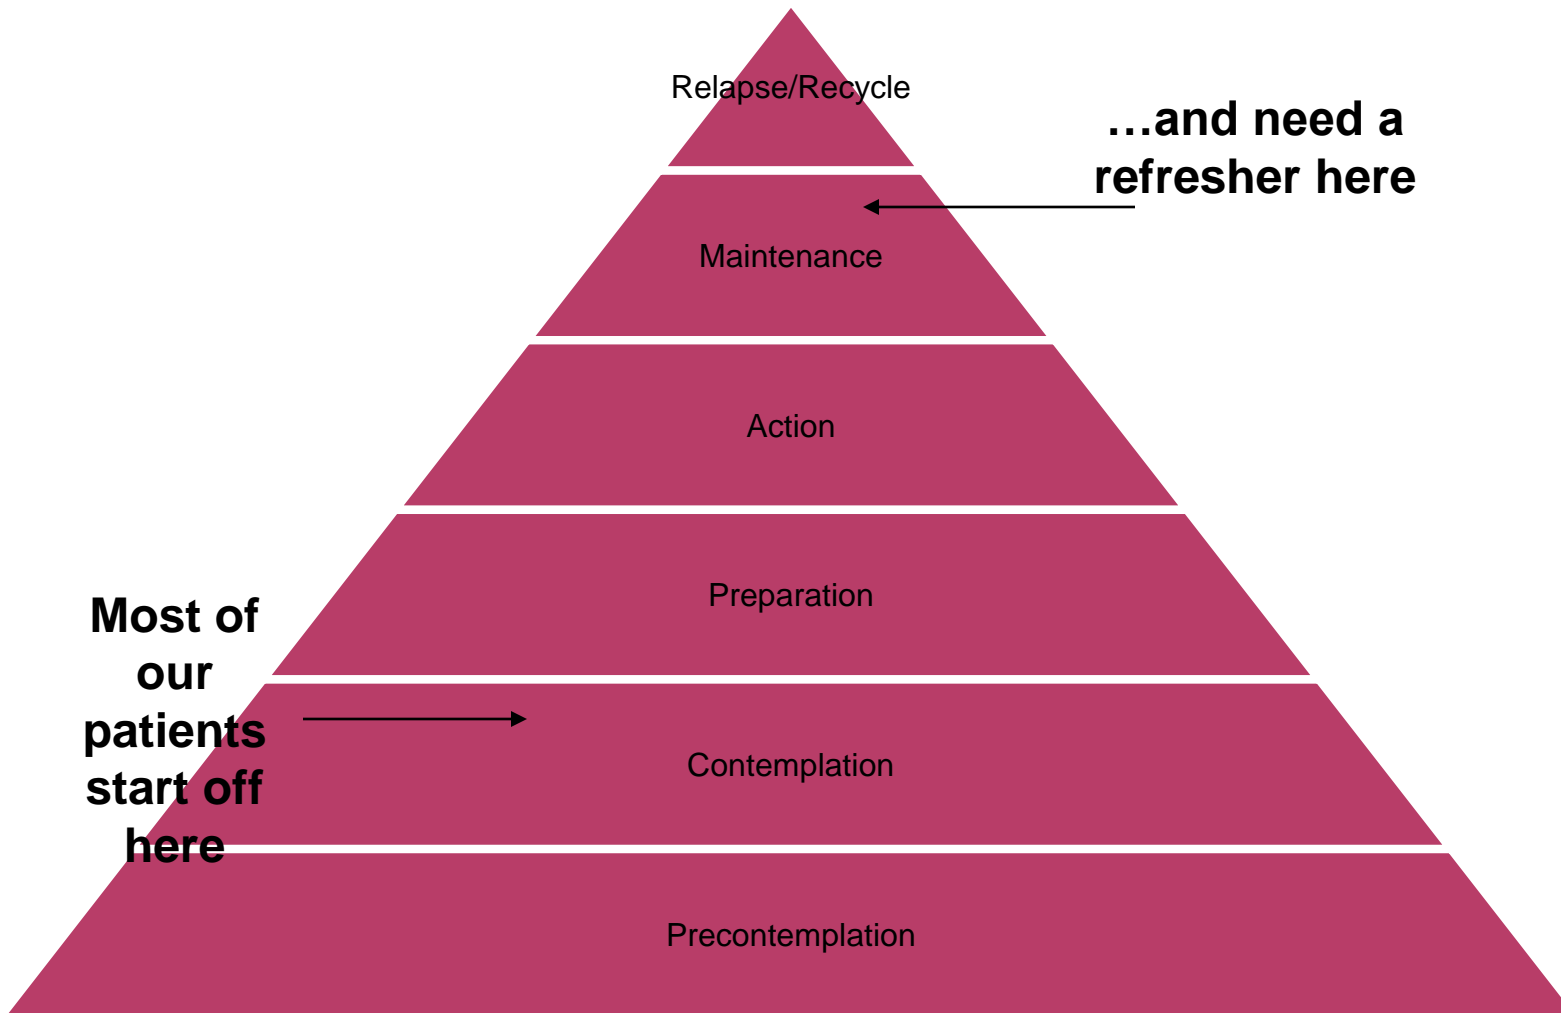 Relapse/Recycle
…and need a
refresher here
Maintenance
Action
Preparation
Most of
our
patients
start off
here
Contemplation
Precontemplation